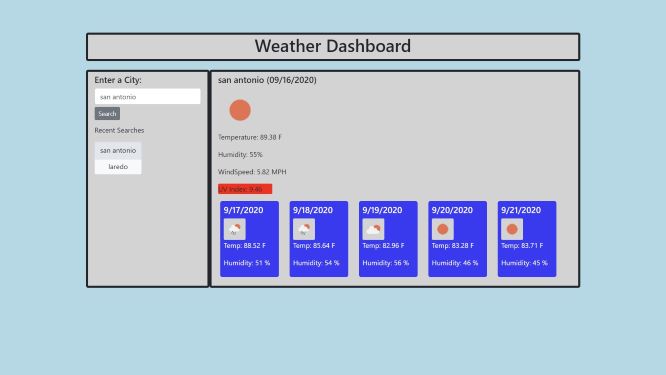 Weather Dashboard
Enter a City:
san antonio
Search
Recent Searches
san antonio
laredo
san antonio (09/16/2020)
Temperature: 89.38 F
Humidity: 55%
WindSpeed: 5.82 MPH
UV Index: 9.46
9/17/2020
Temp: 88.52 F
Humidity: 51 %
9/18/2020
Temp: 85.64 F
Humidity: 54 %
9/19/2020
Temp: 82.96 F
Humidity: 56 %
9/20/2020
Temp: 83.28 F
Humidity: 46 %
9/21/2020
Temp: 83.71 F
Humidity: 45 %